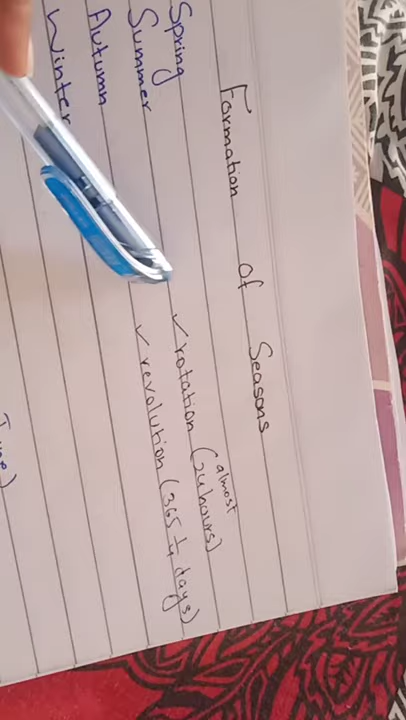 Formation of Seasons
Spring
✓ rotation (24 hours) almost
Summer
✓ revolution (365 1/4 days)
Autumn
Winter